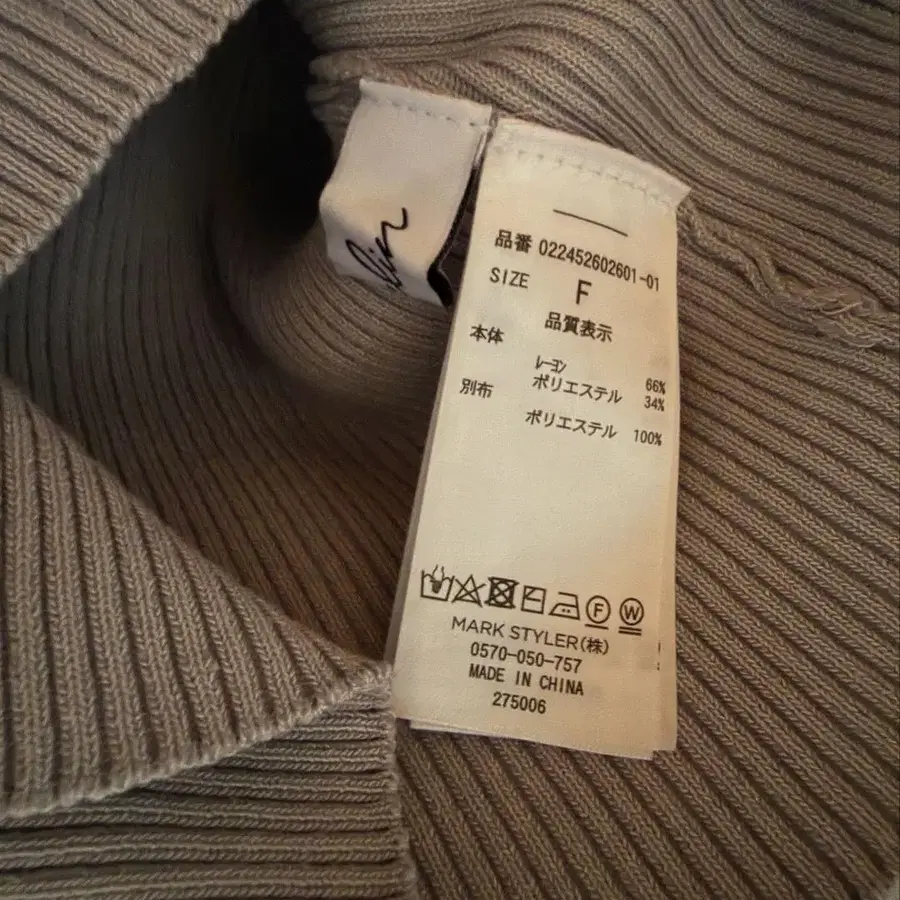 品番 022452602601-01
SIZE F
品質表示
本体 レーヨン 66%
ポリエステル 34%
別布 ポリエステル 100%
F W
MARK STYLER(株)
0570-050-757
MADE IN CHINA
275006